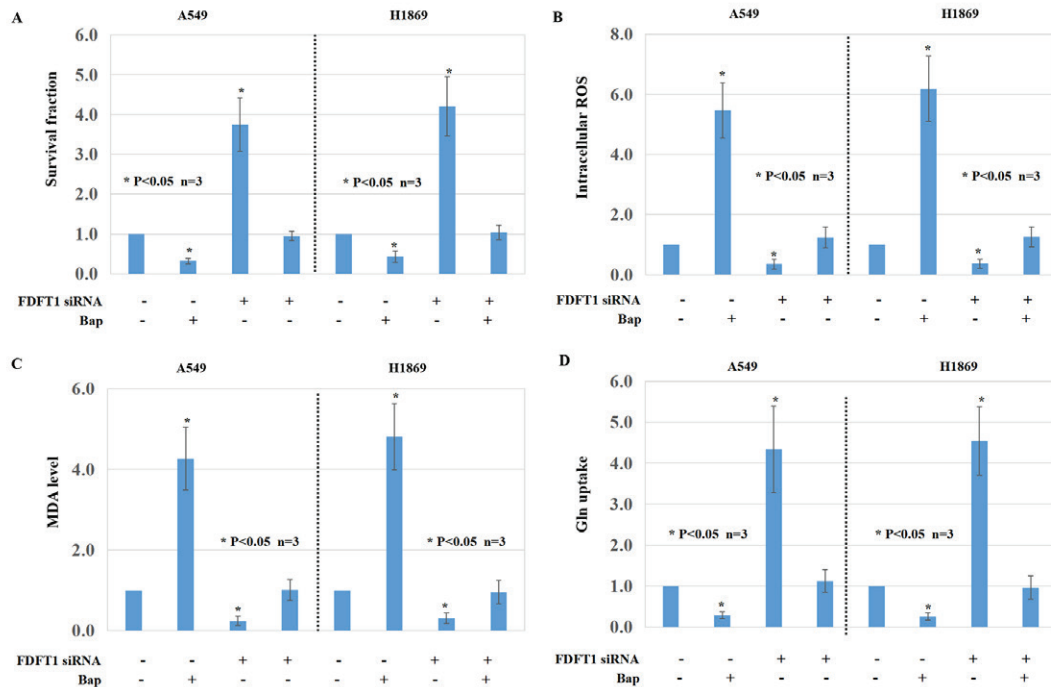 A
A549
H1869
Survival fraction
6.0
5.0
4.0
3.0
2.0
1.0
0.0
*
*
*
*
* P<0.05 n=3
* P<0.05 n=3
FDFT1 siRNA - - + + - - + +
Bap - + - - - + - +
B
A549
H1869
Intracellular ROS
8.0
6.0
4.0
2.0
0.0
*
*
*
*
* P<0.05 n=3
* P<0.05 n=3
FDFT1 siRNA - - + + - - + +
Bap - + - - - + - +
C
A549
H1869
MDA level
6.0
4.0
2.0
0.0
*
*
*
*
* P<0.05 n=3
* P<0.05 n=3
FDFT1 siRNA - - + + - - + +
Bap - + - - - + - +
D
A549
H1869
Gln uptake
6.0
5.0
4.0
3.0
2.0
1.0
0.0
*
*
*
*
* P<0.05 n=3
* P<0.05 n=3
FDFT1 siRNA - - + + - - + +
Bap - + - - - + - +